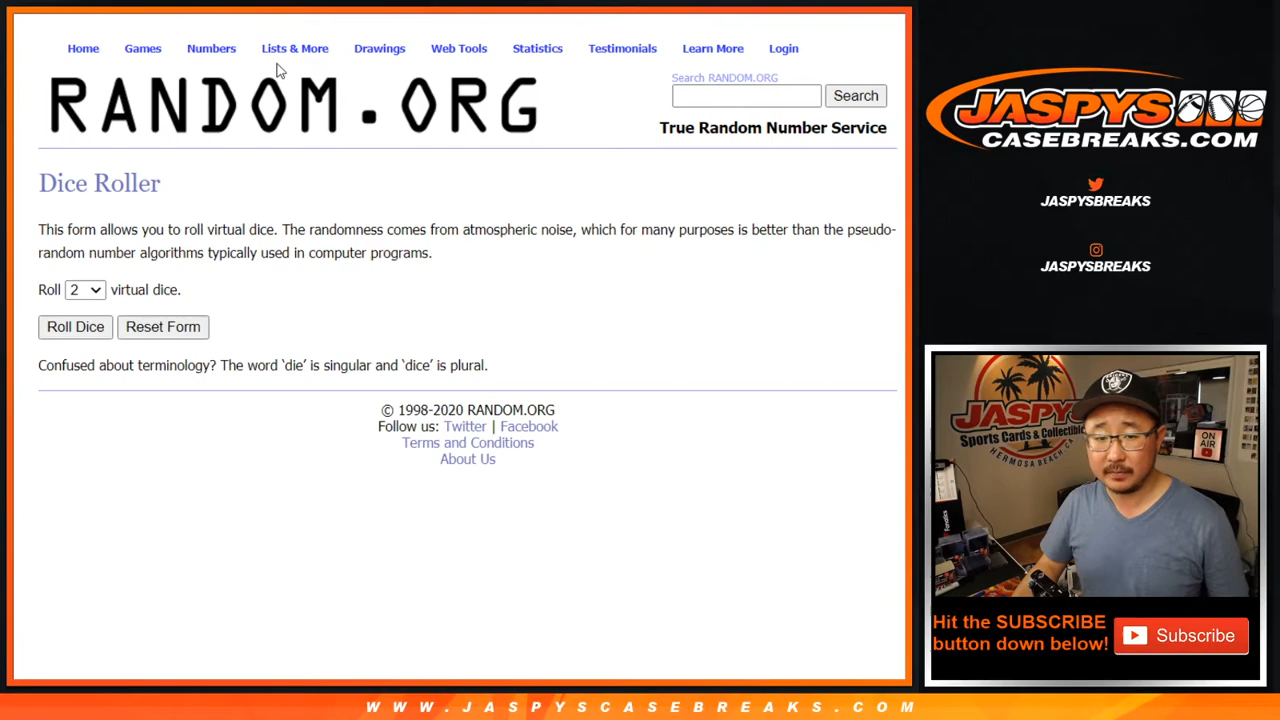 Home Games Numbers Lists & More Drawings Web Tools Statistics Testimonials Learn More Login
RANDOM.ORG
Search RANDOM.ORG
Search
True Random Number Service
Dice Roller
This form allows you to roll virtual dice. The randomness comes from atmospheric noise, which for many purposes is better than the pseudo-
random number algorithms typically used in computer programs.
Roll 2 virtual dice.
Roll Dice Reset Form
Confused about terminology? The word ‘die’ is singular and ‘dice’ is plural.
© 1998-2020 RANDOM.ORG
Follow us: Twitter | Facebook
Terms and Conditions
About Us
JASPYS
CASEBREAKS.COM
JASPYSBREAKS
JASPYSBREAKS
JASPYS
Sports Cards & Collectible
HERMOSA BEACH, CA
ON AIR
Fanatics
Hit the SUBSCRIBE
button down below!
Subscribe
WWW.JASPYSCASEBREAKS.COM